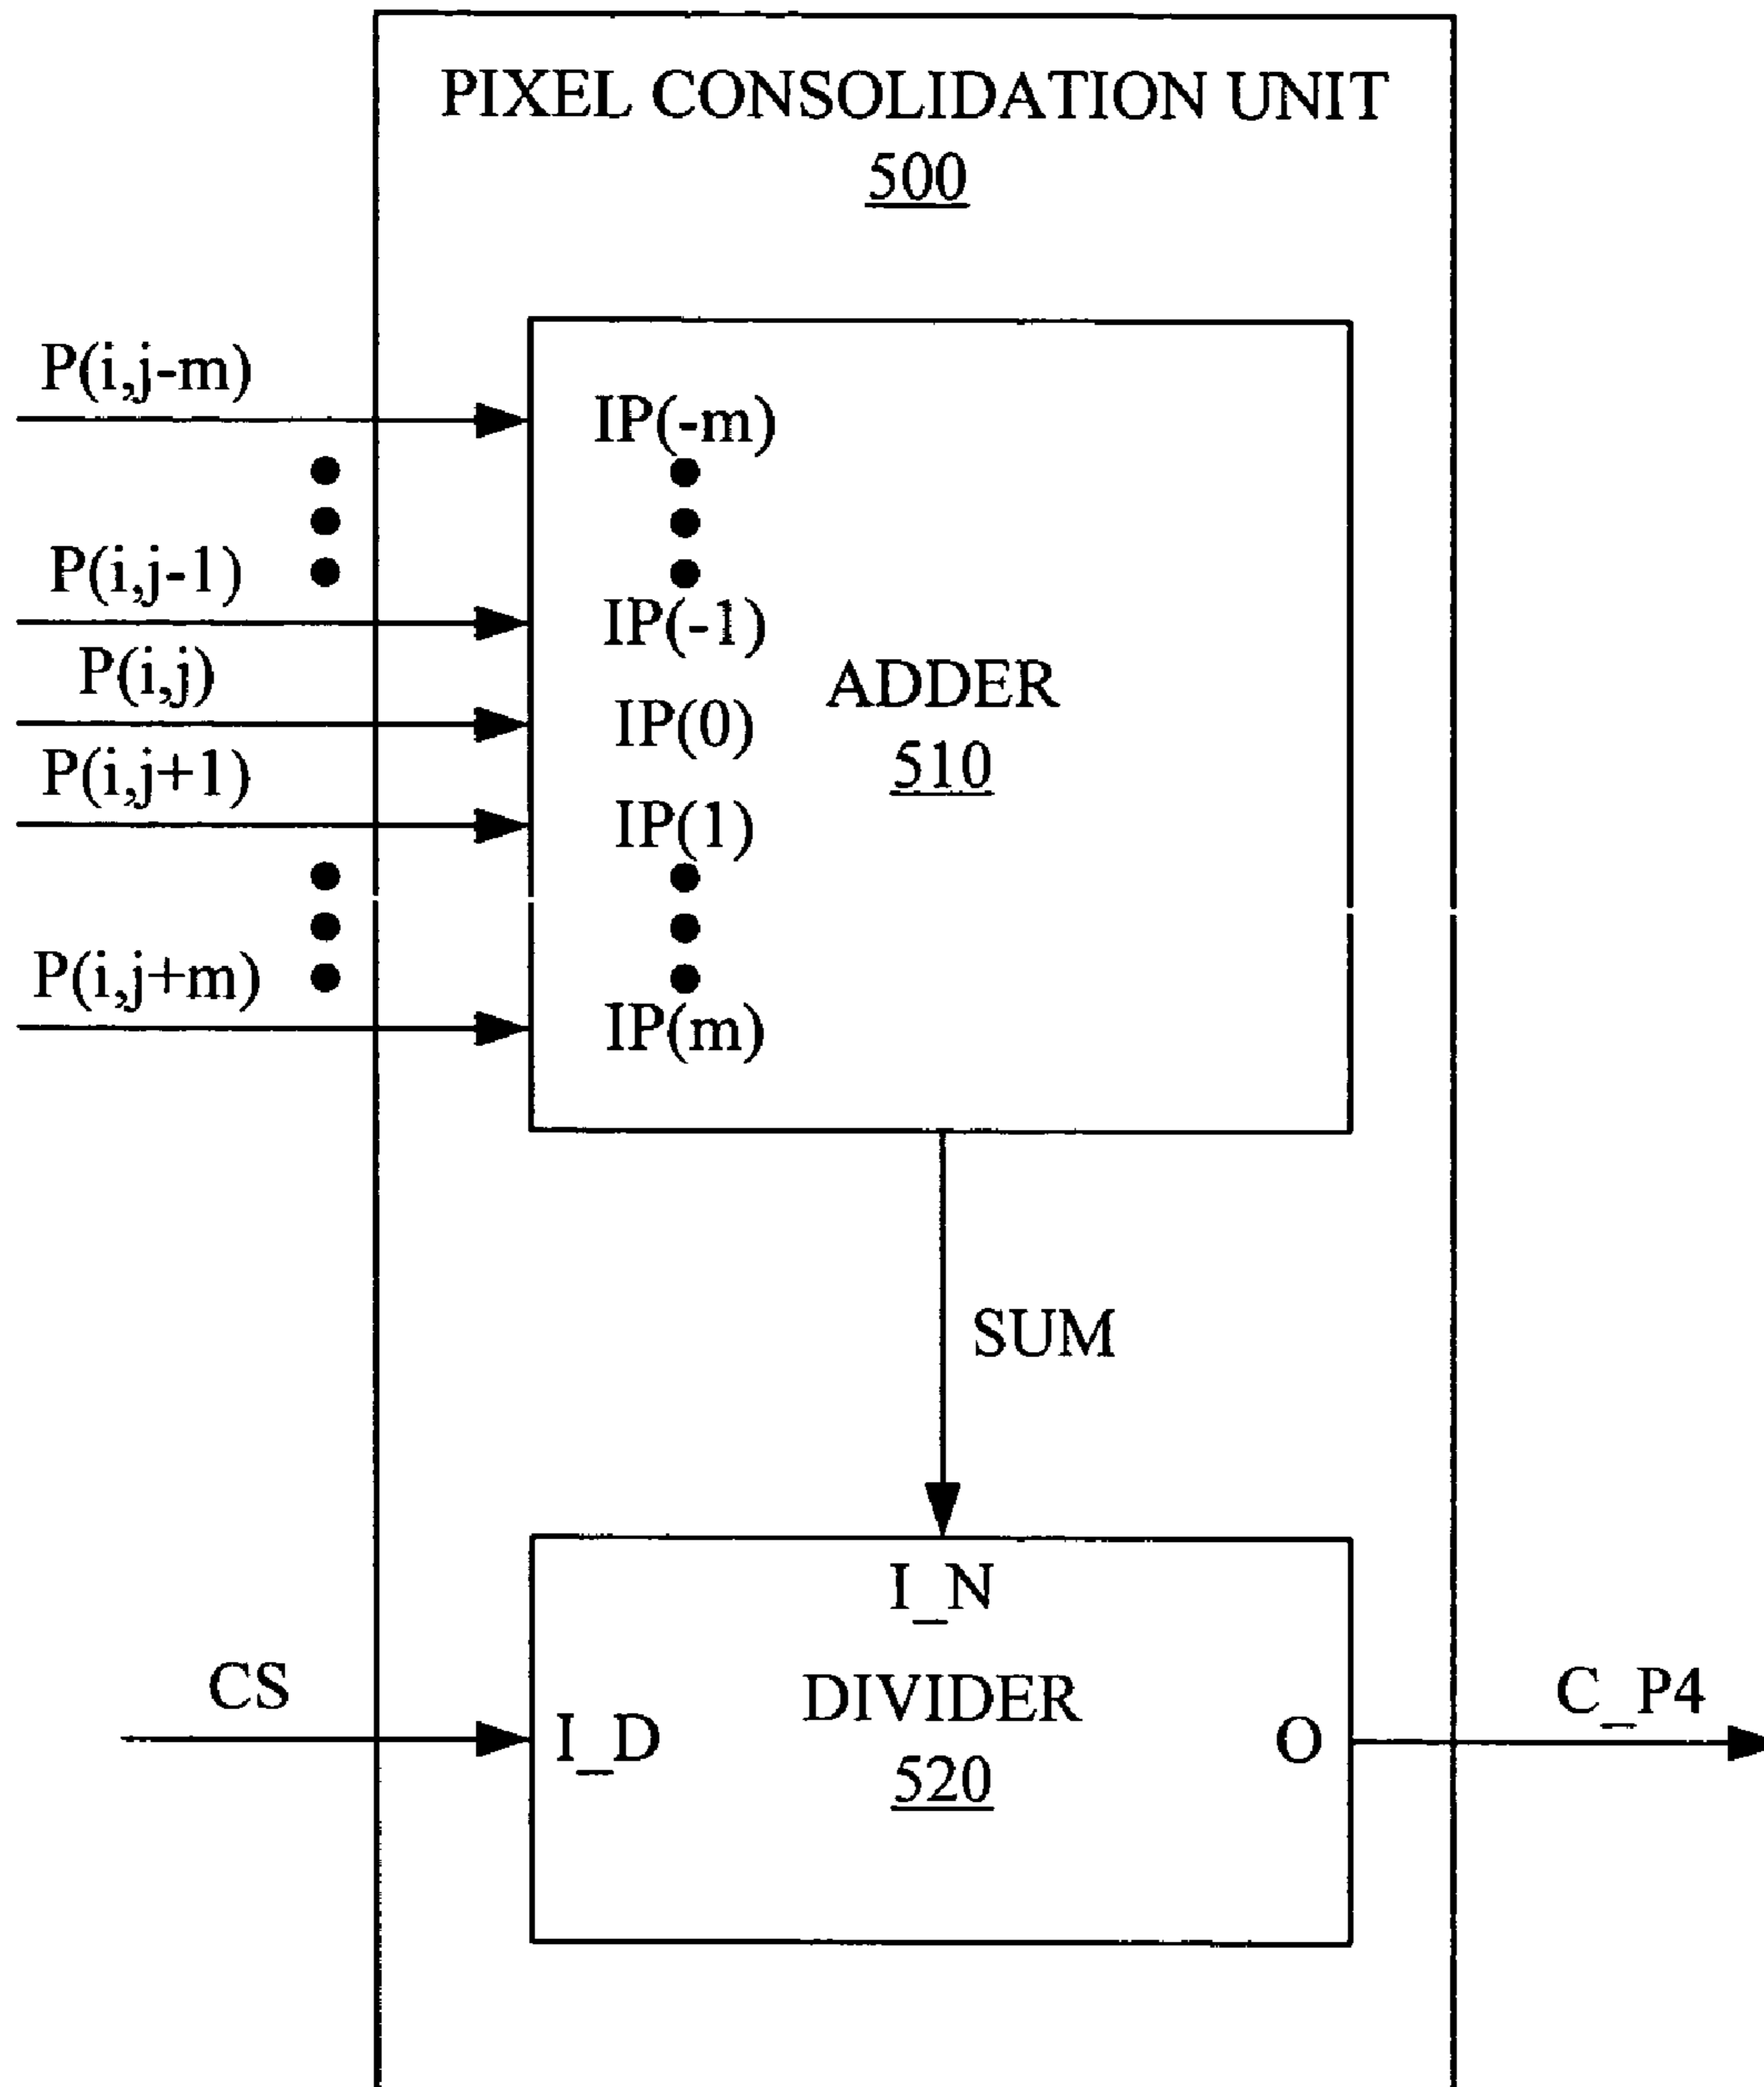 PIXEL CONSOLIDATION UNIT
500
P(i,j-m)
IP(-m)
P(i,j-1)
IP(-1)
P(i,j)
IP(0)
P(i,j+1)
IP(1)
P(i,j+m)
IP(m)
ADDER
510
SUM
I_N
CS
I_D
DIVIDER
520
O
C_P4